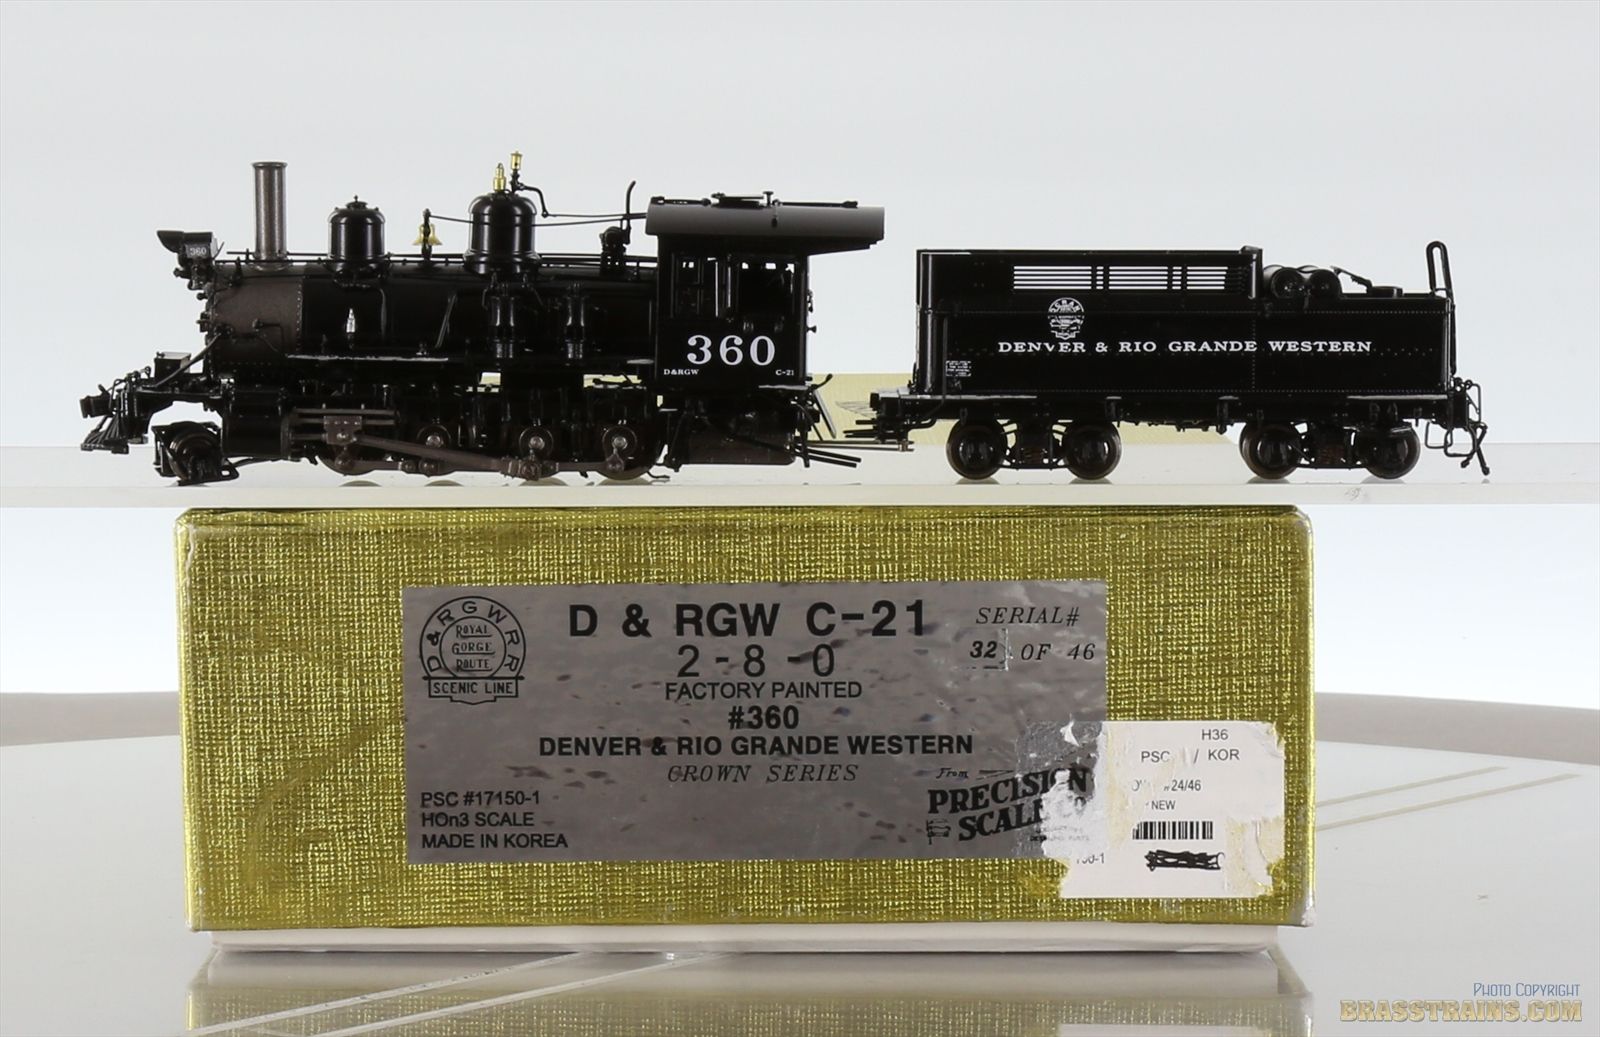 360
360
D&RGW C-21
DENVER & RIO GRANDE WESTERN
D&RGWRR
ROYAL
GORGE
ROUTE
SCENIC LINE
D & RGW C-21
2-8-0
FACTORY PAINTED
#360
DENVER & RIO GRANDE WESTERN
CROWN SERIES
SERIAL#
32 OF 46
PSC #17150-1
HOn3 SCALE
MADE IN KOREA
From
PRECISION
SCALE
H36
PSC / KOR
#24/46
NEW
PHOTO COPYRIGHT
BRASSTRAINS.COM